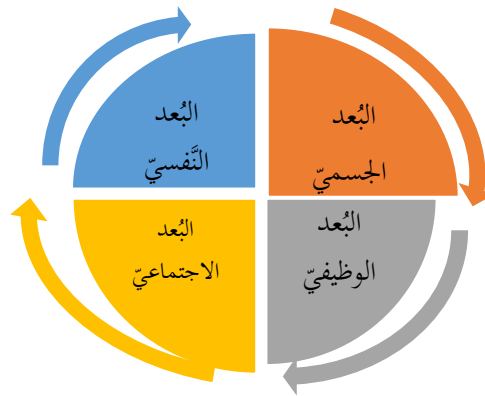 البُعد
الجسميّ
البُعد
النَّفسيّ
البُعد
الوظيفيّ
البُعد
الاجتماعيّ